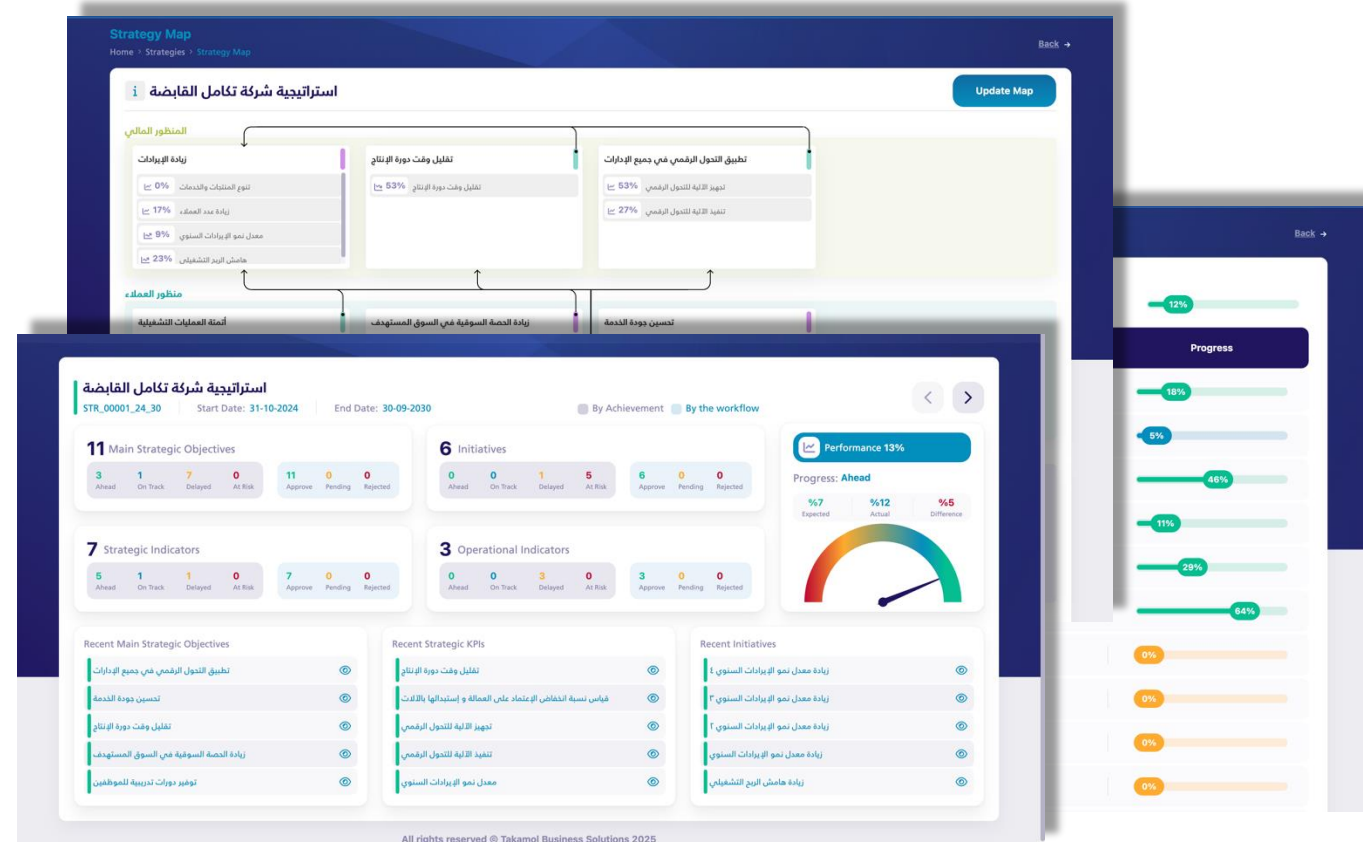 Strategy Map
Home › Strategies › Strategy Map
Back →
استراتيجية شركة تكامل القابضة i
Update Map
المنظور المالي
زيادة الإيرادات
تنوع المنتجات والخدمات 0%
زيادة عدد العملاء 17%
معدل نمو الإيرادات السنوي 9%
هامش الربح التشغيلي 23%
تقليل وقت دورة الإنتاج
تقليل وقت دورة الإنتاج 53%
تطبيق التحول الرقمي في جميع الإدارات
تجهيز الآلية للتحول الرقمي 53%
تنفيذ الآلية للتحول الرقمي 27%
منظور العملاء
أتمتة العمليات التشغيلية
زيادة الحصة السوقية في السوق المستهدف
تحسين جودة الخدمة
Back →
12%
Progress
18%
5%
46%
11%
29%
64%
0%
0%
0%
0%
استراتيجية شركة تكامل القابضة
STR_00001_24_30 Start Date: 31-10-2024 End Date: 30-09-2030
By Achievement By the workflow
11 Main Strategic Objectives
3 1 7 0 11 0 0
Ahead On Track Delayed At Risk Approve Pending Rejected
6 Initiatives
0 0 1 5 6 0 0
Ahead On Track Delayed At Risk Approve Pending Rejected
7 Strategic Indicators
5 1 1 0 7 0 0
Ahead On Track Delayed At Risk Approve Pending Rejected
3 Operational Indicators
0 0 3 0 3 0 0
Ahead On Track Delayed At Risk Approve Pending Rejected
Performance 13%
Progress: Ahead
%7 %12 %5
Expected Actual Difference
Recent Main Strategic Objectives
تطبيق التحول الرقمي في جميع الإدارات
تحسين جودة الخدمة
تقليل وقت دورة الإنتاج
زيادة الحصة السوقية في السوق المستهدف
توفير دورات تدريبية للموظفين
Recent Strategic KPIs
تقليل وقت دورة الإنتاج
قياس نسبة انخفاض الإعتماد على العمالة و إستبدالها بالآلات
تجهيز الآلية للتحول الرقمي
تنفيذ الآلية للتحول الرقمي
معدل نمو الإيرادات السنوي
Recent Initiatives
زيادة معدل نمو الإيرادات السنوي ٤
زيادة معدل نمو الإيرادات السنوي ٣
زيادة معدل نمو الإيرادات السنوي ٢
زيادة معدل نمو الإيرادات السنوي
زيادة هامش الربح التشغيلي
All rights reserved © Takamol Business Solutions 2025